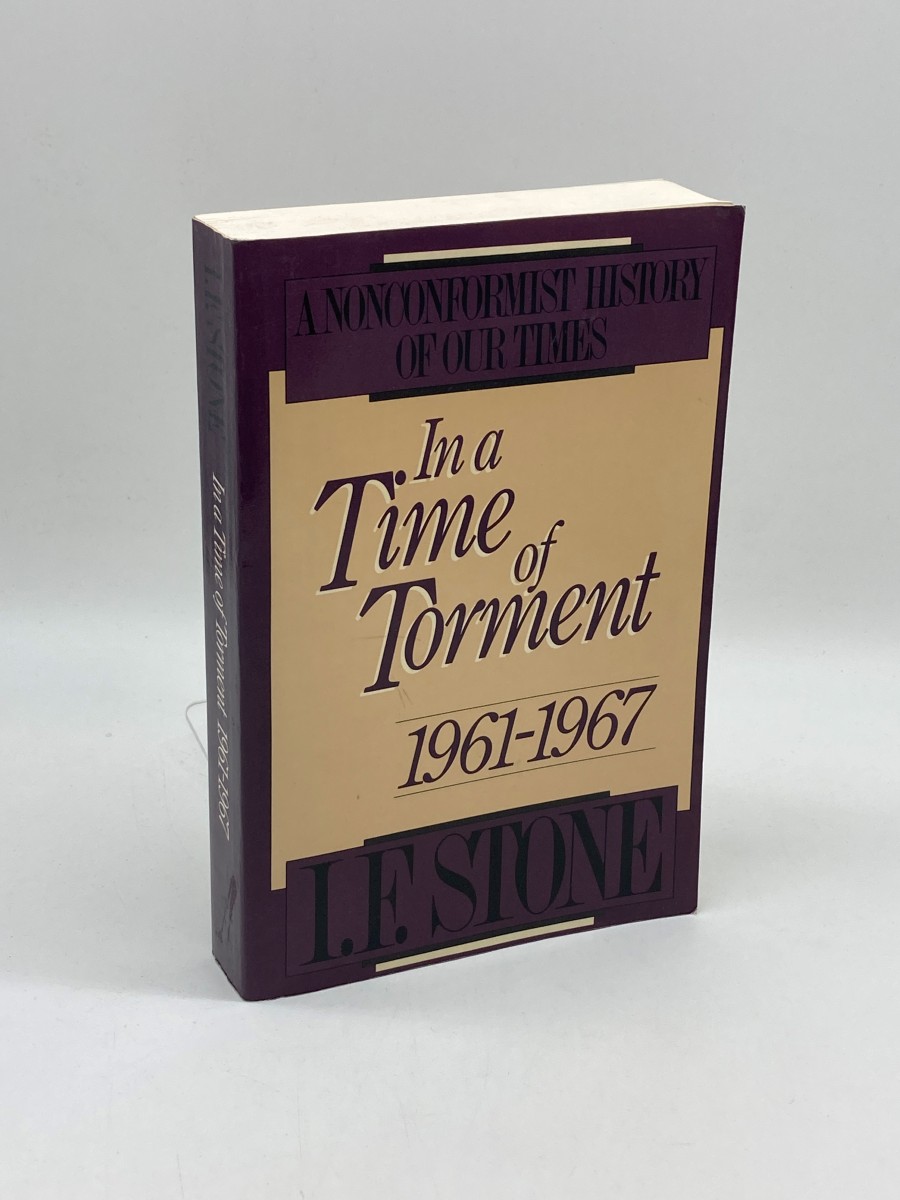 A NONCONFORMIST HISTORY
OF OUR TIMES
In a
Time
of
Torment
1961-1967
I.F. STONE
I.F. STONE
In a Time of Torment 1961-1967